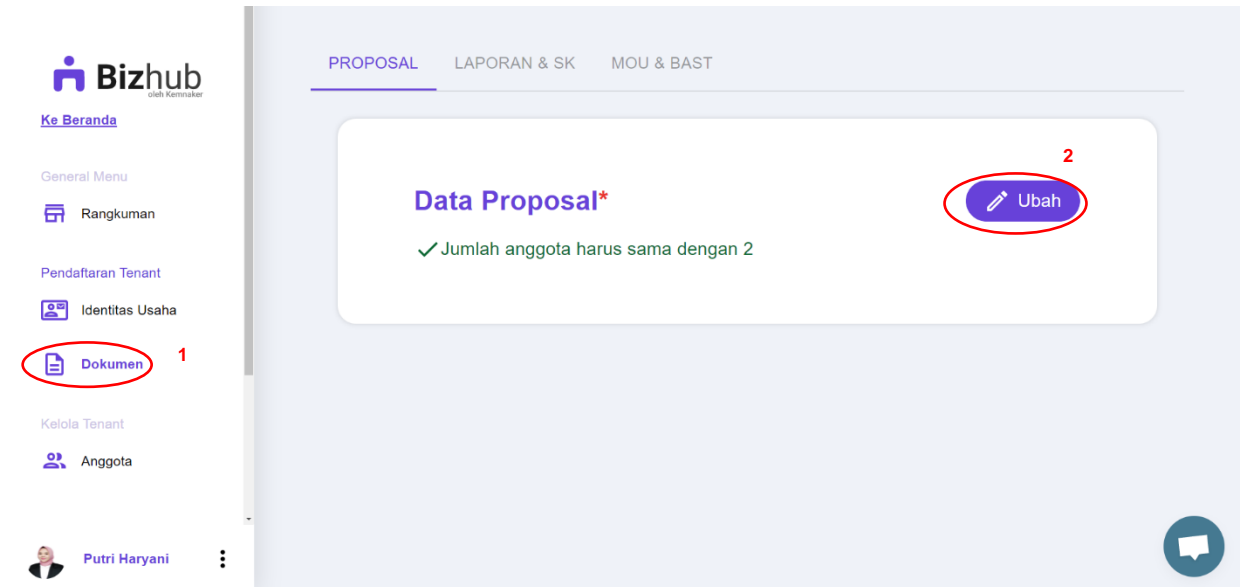 Bizhub
oleh Kemnaker
Ke Beranda
General Menu
Rangkuman
Pendaftaran Tenant
Identitas Usaha
Dokumen
1
Kelola Tenant
Anggota
Putri Haryani
PROPOSAL LAPORAN & SK MOU & BAST
2
Data Proposal*
Ubah
Jumlah anggota harus sama dengan 2